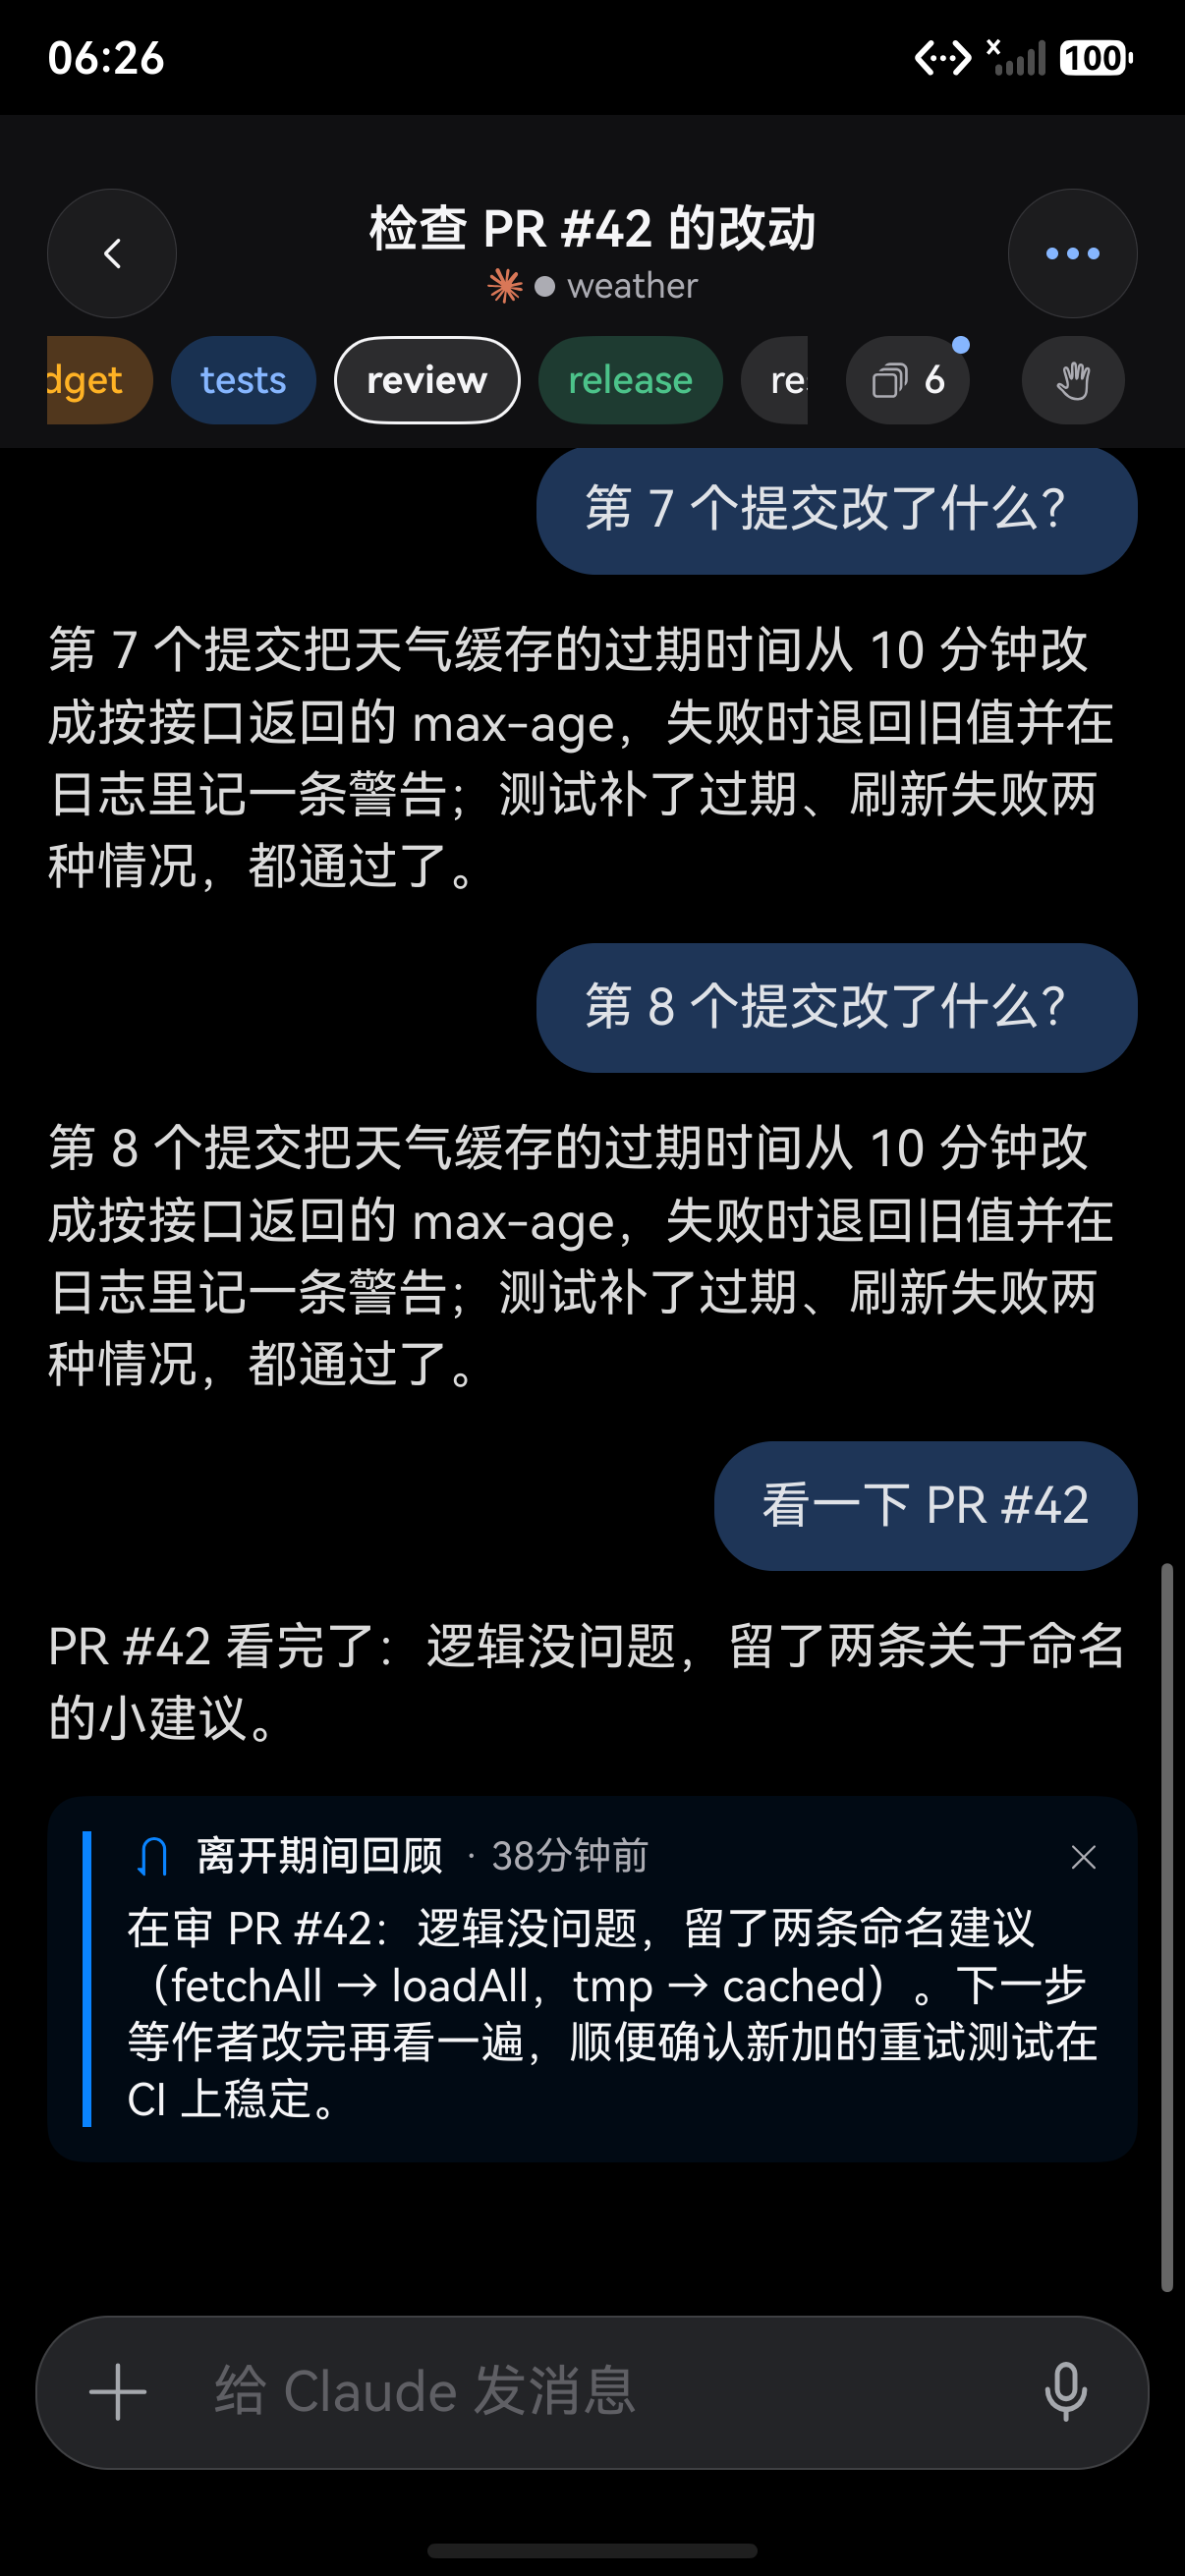 06:26
100
检查 PR #42 的改动
weather
dget tests review release res 6
第 7 个提交改了什么？
第 7 个提交把天气缓存的过期时间从 10 分钟改
成按接口返回的 max-age，失败时退回旧值并在
日志里记一条警告；测试补了过期、刷新失败两
种情况，都通过了。
第 8 个提交改了什么？
第 8 个提交把天气缓存的过期时间从 10 分钟改
成按接口返回的 max-age，失败时退回旧值并在
日志里记一条警告；测试补了过期、刷新失败两
种情况，都通过了。
看一下 PR #42
PR #42 看完了：逻辑没问题，留了两条关于命名
的小建议。
离开期间回顾 · 38分钟前
在审 PR #42：逻辑没问题，留了两条命名建议
（fetchAll → loadAll，tmp → cached）。下一步
等作者改完再看一遍，顺便确认新加的重试测试在
CI 上稳定。
给 Claude 发消息